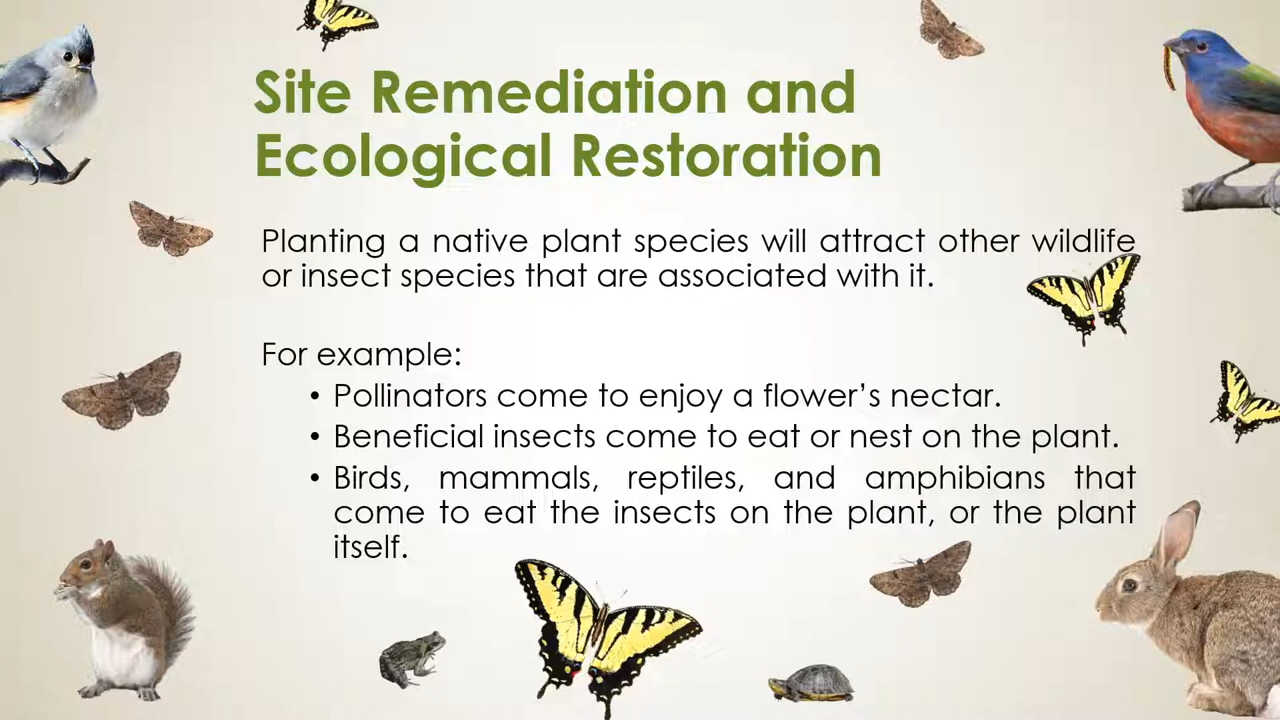 Site Remediation and
Ecological Restoration
Planting a native plant species will attract other wildlife
or insect species that are associated with it.
For example:
• Pollinators come to enjoy a flower’s nectar.
• Beneficial insects come to eat or nest on the plant.
• Birds, mammals, reptiles, and amphibians that
come to eat the insects on the plant, or the plant
itself.